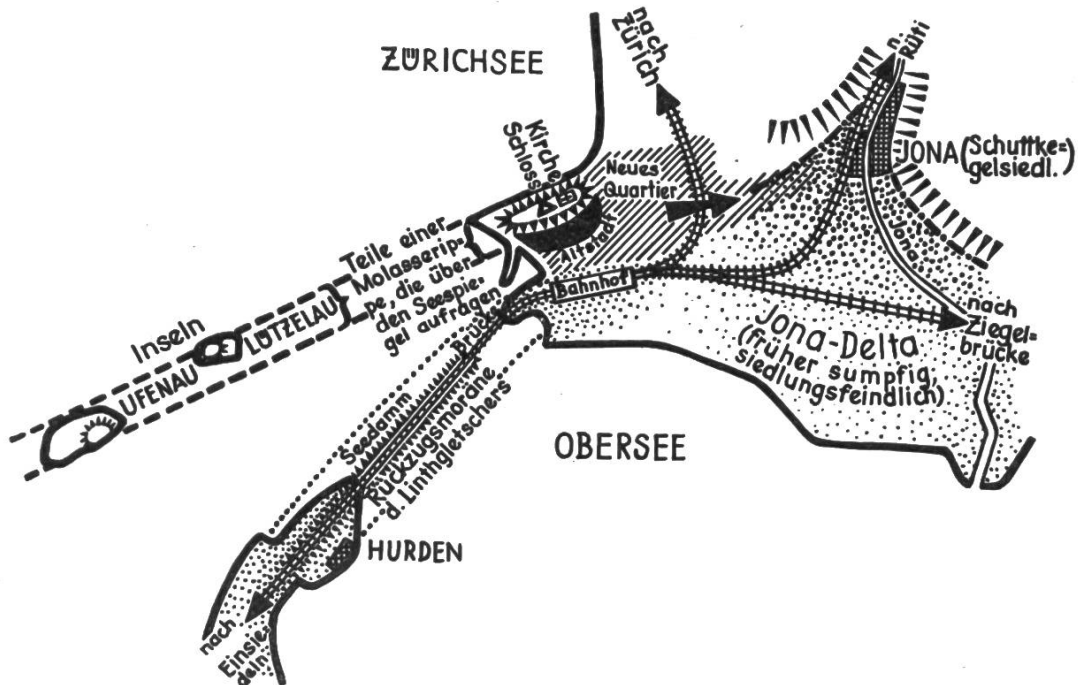 ZÜRICHSEE
nach
Zürich
n.
Rüti
JONA (Schuttke=
gelsiedl.)
Kirche
Schloss
Neues
Quartier
Altstadt
Jona
Bahnhof
Teile einer
Molasserip=
pe, die über
den Seespie=
gel aufragen
Inseln
LÜTZELAU
UFENAU
Brücke
Seedamm
Rückzugsmoräne
d. Linthgletschers
nach
Ziegel=
brücke
Jona-Delta
(früher sumpfig,
siedlungsfeindlich)
OBERSEE
HURDEN
nach
Einsie=
deln